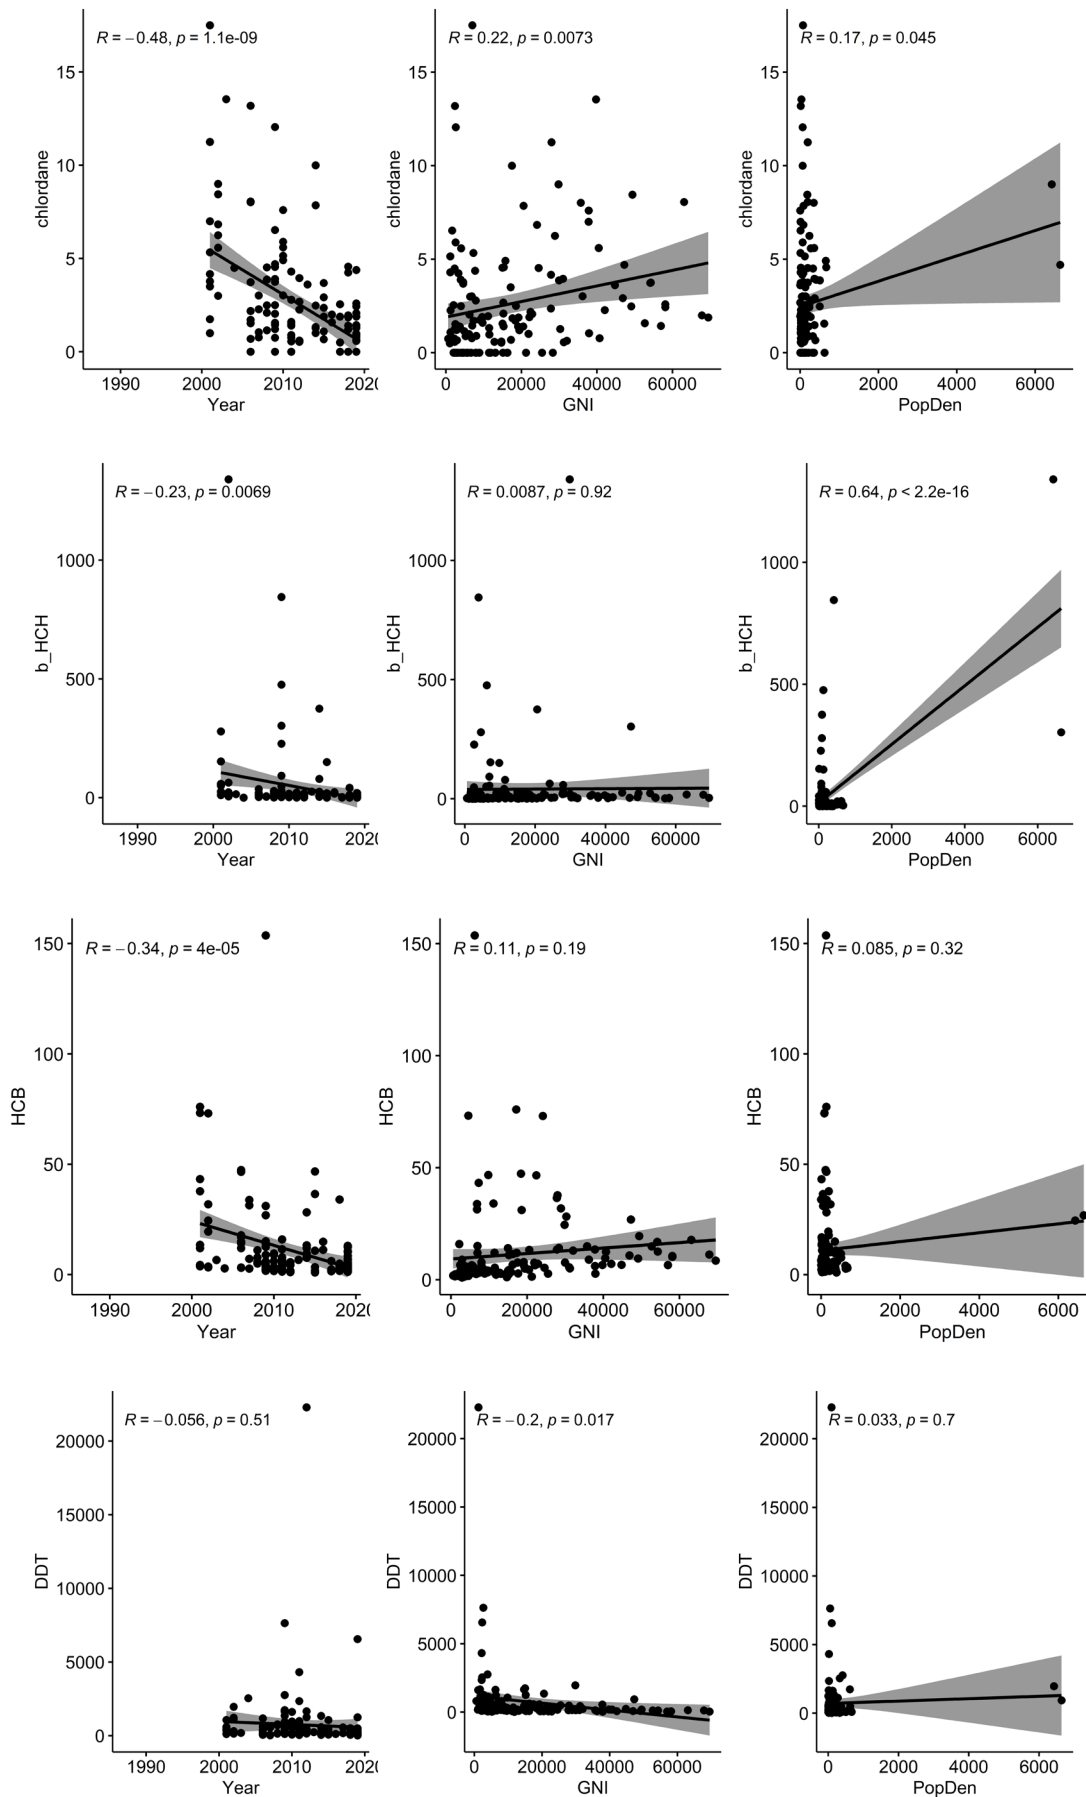 R = −0.48, p = 1.1e-09
15
10
5
0
chlordane
1990 2000 2010 202(
Year
R = 0.22, p = 0.0073
15
10
5
0
chlordane
0 20000 40000 60000
GNI
R = 0.17, p = 0.045
15
10
5
0
chlordane
0 2000 4000 6000
PopDen
R = −0.23, p = 0.0069
1000
500
0
b_HCH
1990 2000 2010 2020
Year
R = 0.0087, p = 0.92
1000
500
0
b_HCH
0 20000 40000 60000
GNI
R = 0.64, p < 2.2e-16
1000
500
0
b_HCH
0 2000 4000 6000
PopDen
R = −0.34, p = 4e-05
150
100
50
0
HCB
1990 2000 2010 202(
Year
R = 0.11, p = 0.19
150
100
50
0
HCB
0 20000 40000 60000
GNI
R = 0.085, p = 0.32
150
100
50
0
HCB
0 2000 4000 6000
PopDen
R = −0.056, p = 0.51
20000
15000
10000
5000
0
DDT
1990 2000 2010 202(
Year
R = −0.2, p = 0.017
20000
15000
10000
5000
0
DDT
0 20000 40000 60000
GNI
R = 0.033, p = 0.7
20000
15000
10000
5000
0
DDT
0 2000 4000 6000
PopDen